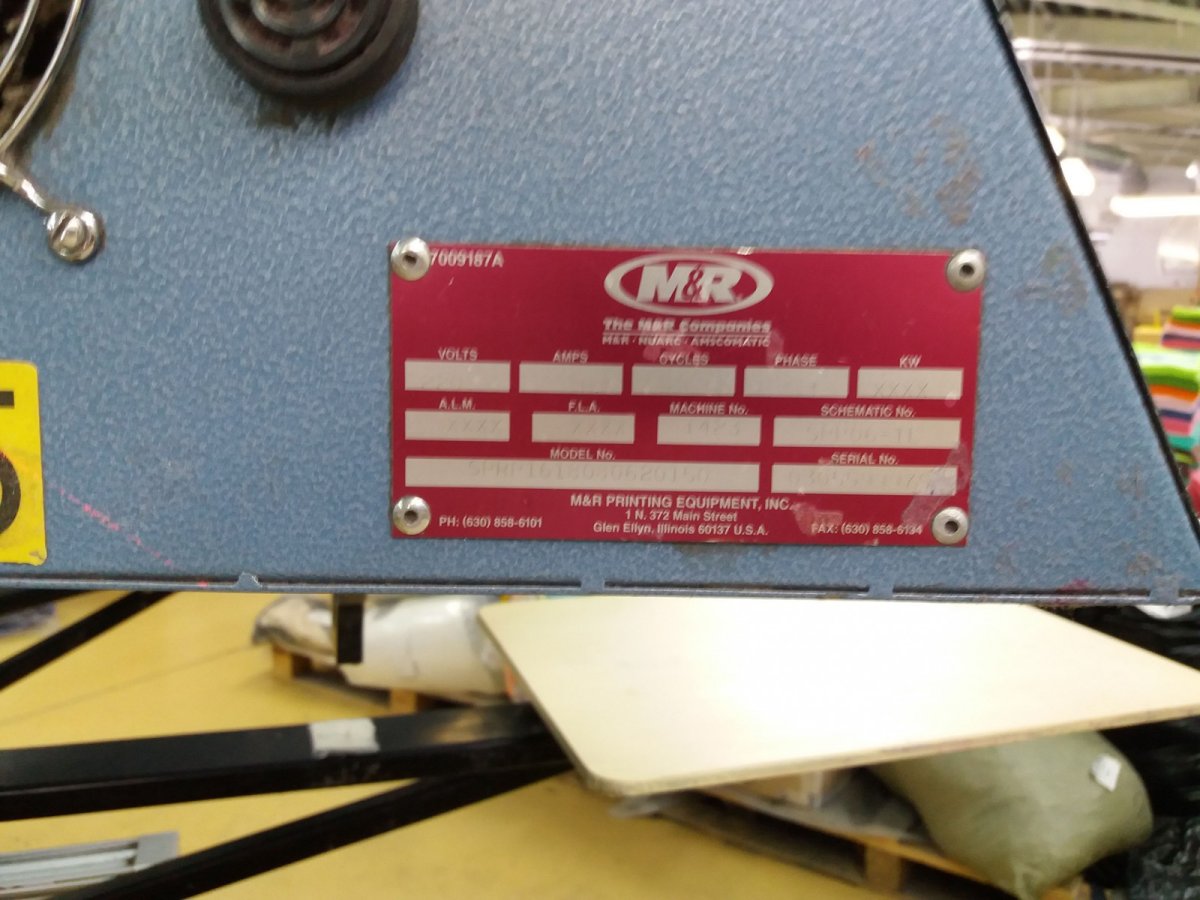 7009187A
M&R
The M&R Companies
M&R · NUARC · AMSCOMATIC
VOLTS AMPS CYCLES PHASE KW
XXXX
A.L.M. F.L.A. MACHINE No. SCHEMATIC No.
XXXX XXXX
MODEL No. SERIAL No.
M&R PRINTING EQUIPMENT, INC.
1 N. 372 Main Street
PH: (630) 858-6101 Glen Ellyn, Illinois 60137 U.S.A. FAX: (630) 858-6134